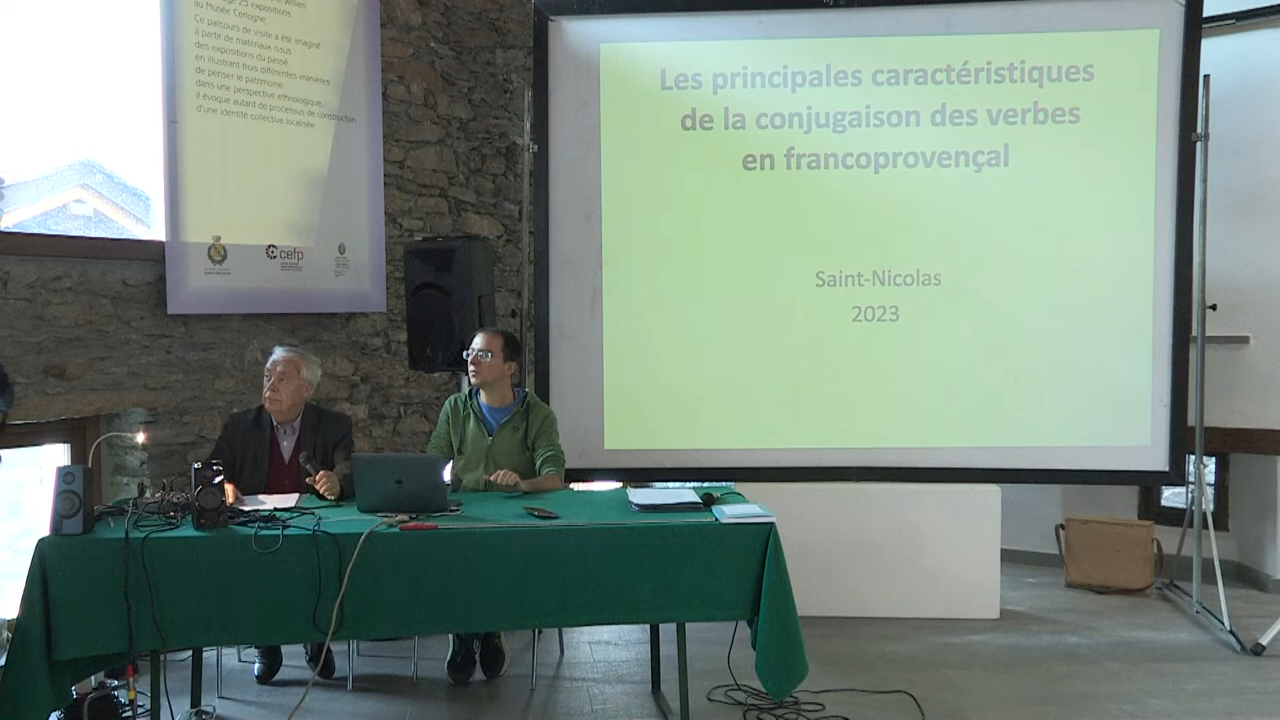 25 expositions
au Musée Cerlogne.
Ce parcours de visite a été imaginé
à partir de matériaux issus
des expositions du passé,
en illustrant trois différentes manières
de penser le patrimoine
dans une perspective ethnologique,
il évoque autant de processus de construction
d'une identité collective localisée.
cefp
Les principales caractéristiques
de la conjugaison des verbes
en francoprovençal
Saint-Nicolas
2023